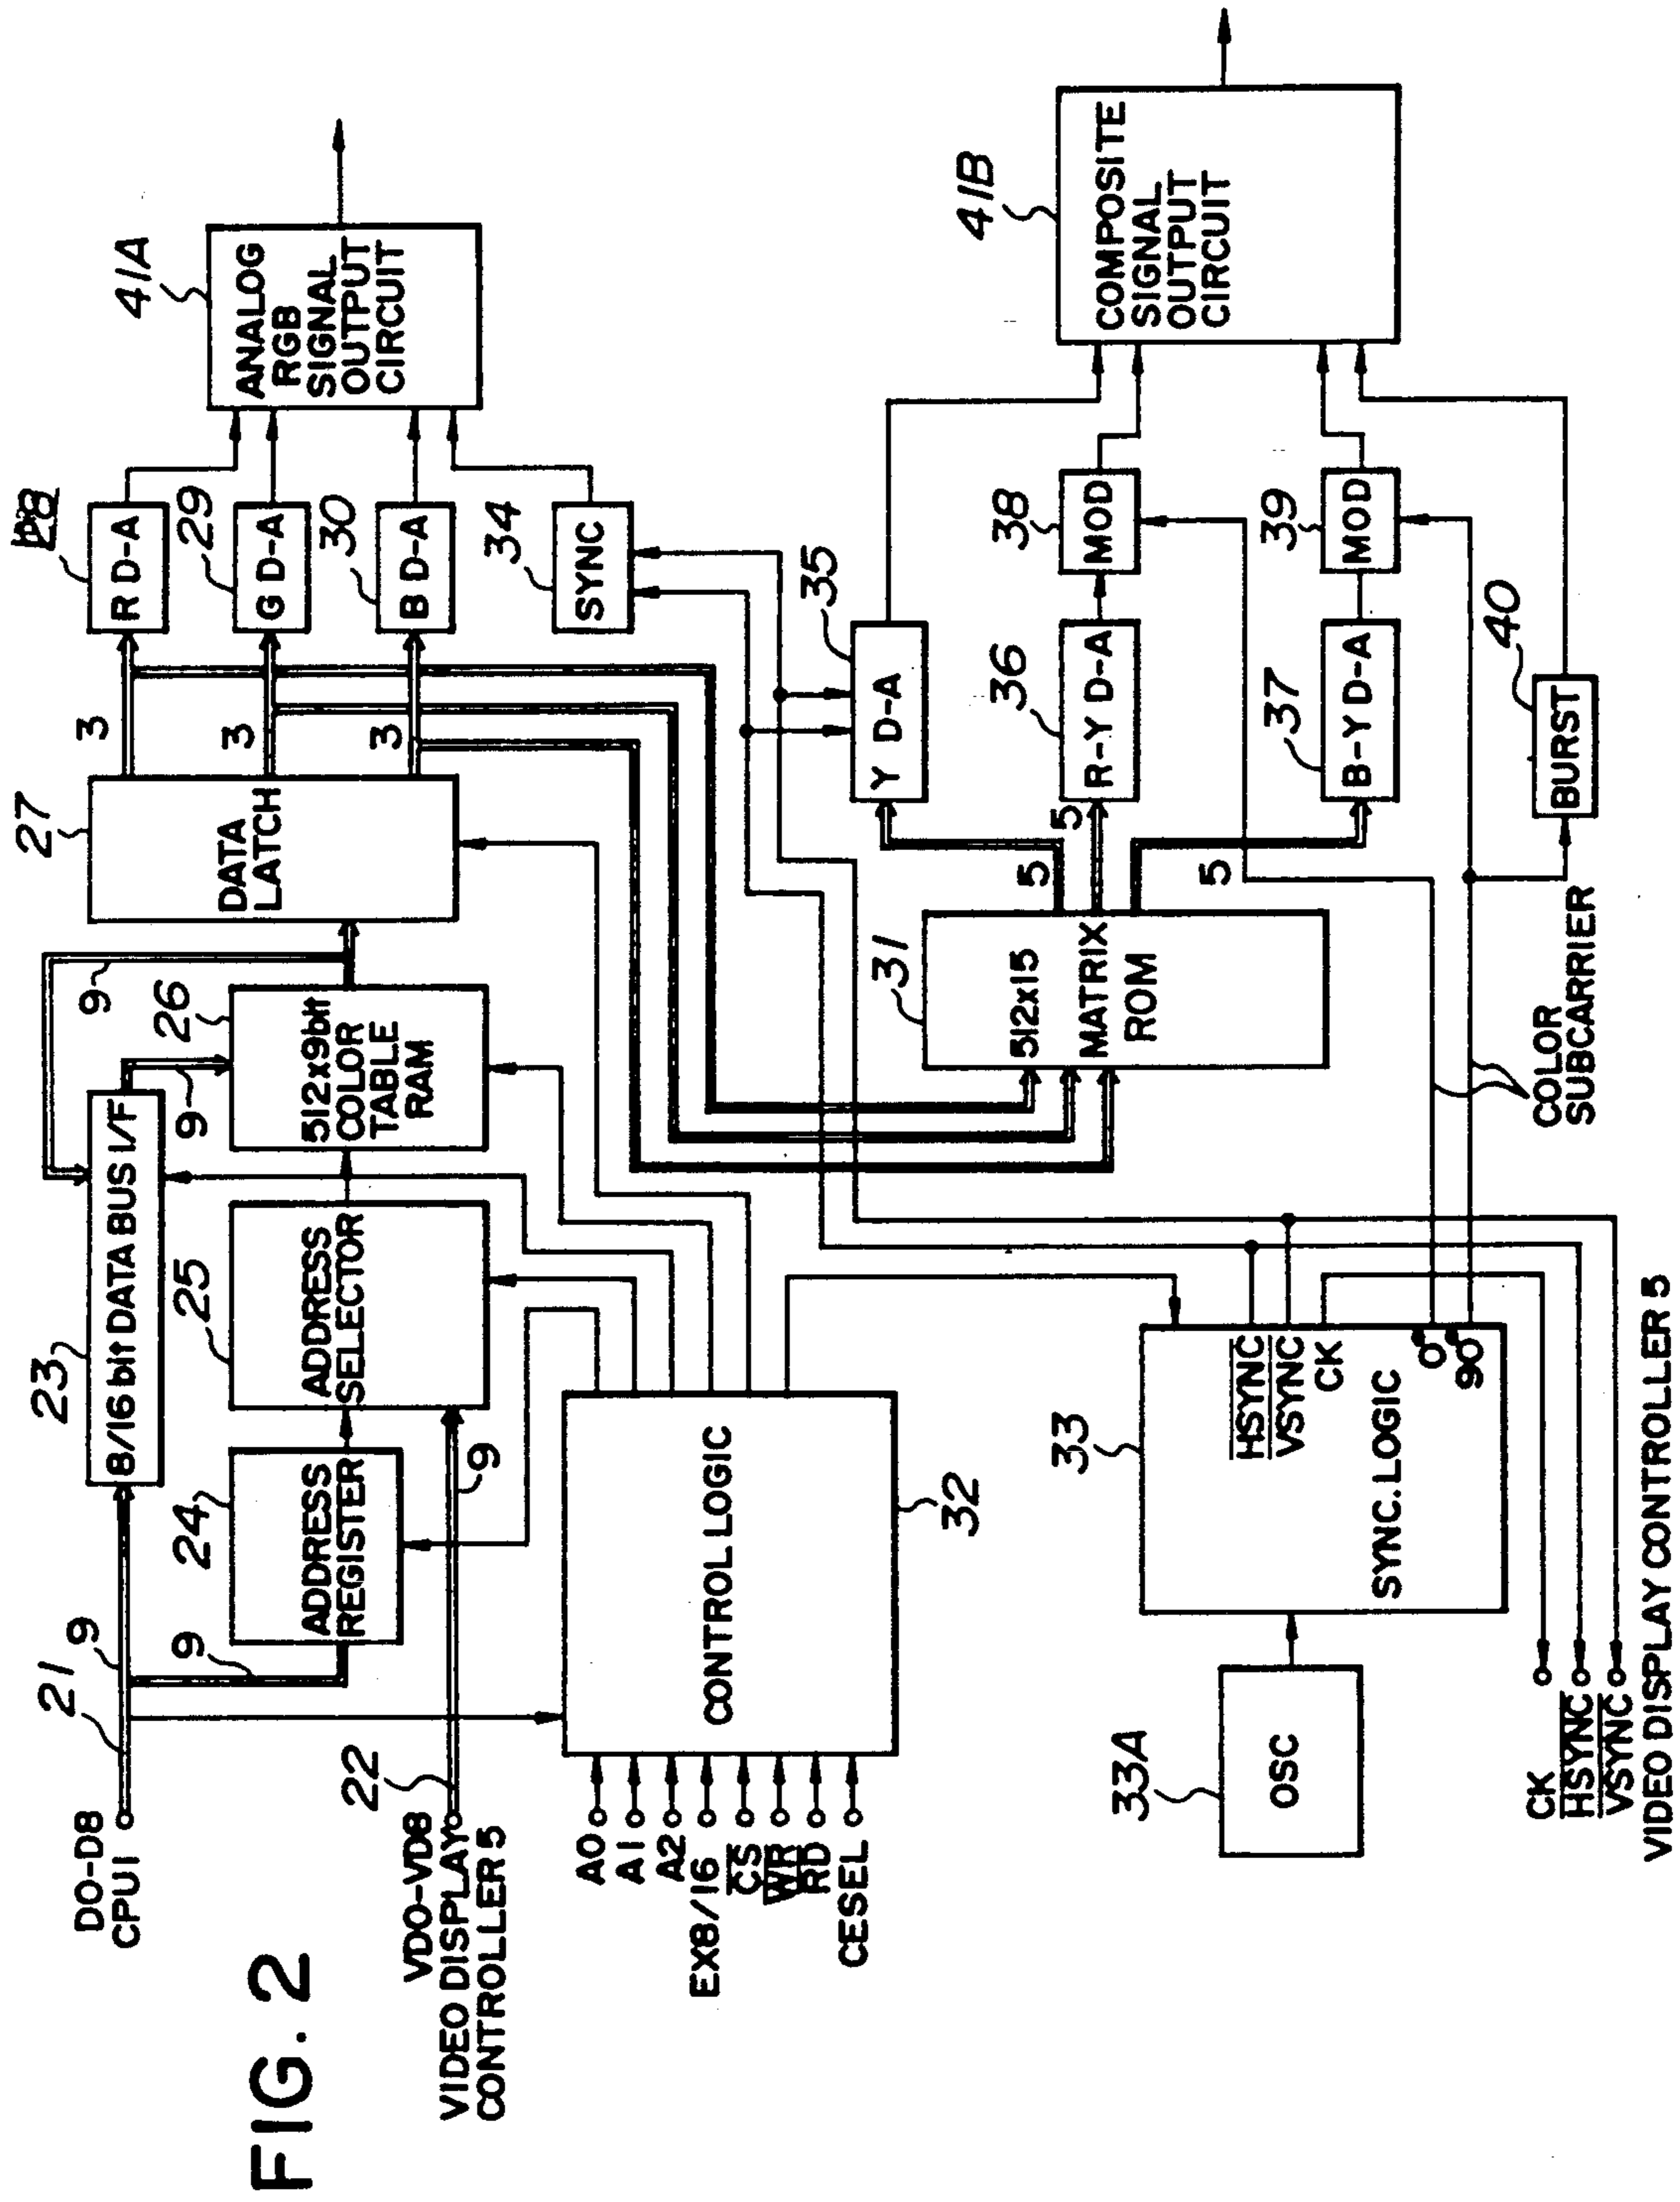 FIG. 2
D0-D8
CPU1
21
9
9
23
8/16bit DATA BUS I/F
9
9
24
ADDRESS
REGISTER
25
ADDRESS
SELECTOR
26
512x9bit
COLOR
TABLE
RAM
27
DATA
LATCH
3
3
3
R D-A
29
G D-A
30
B D-A
34
SYNC
41A
ANALOG
RGB
SIGNAL
OUTPUT
CIRCUIT
VD0-VD8
VIDEO DISPLAY
CONTROLLER 5
22
9
A0
A1
A2
EX8/16
CS
WR
RD
CESEL
CONTROL LOGIC
32
31
512x15
MATRIX
ROM
5
5
5
35
Y D-A
36
R-Y D-A
37
B-Y D-A
38
MOD
39
MOD
40
BURST
41B
COMPOSITE
SIGNAL
OUTPUT
CIRCUIT
33A
OSC
33
SYNC. LOGIC
HSYNC
VSYNC
CK
0°
90°
COLOR
SUBCARRIER
CK
HSYNC
VSYNC
VIDEO DISPLAY CONTROLLER 5